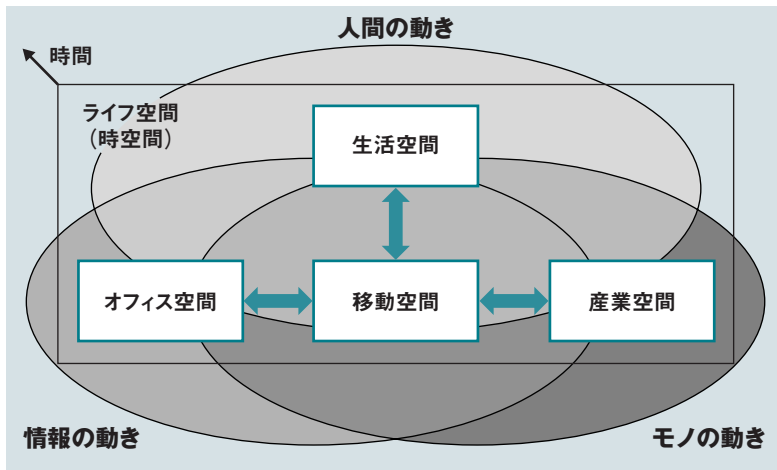 人間の動き
時間
ライフ空間
（時空間）
生活空間
オフィス空間
移動空間
産業空間
情報の動き
モノの動き